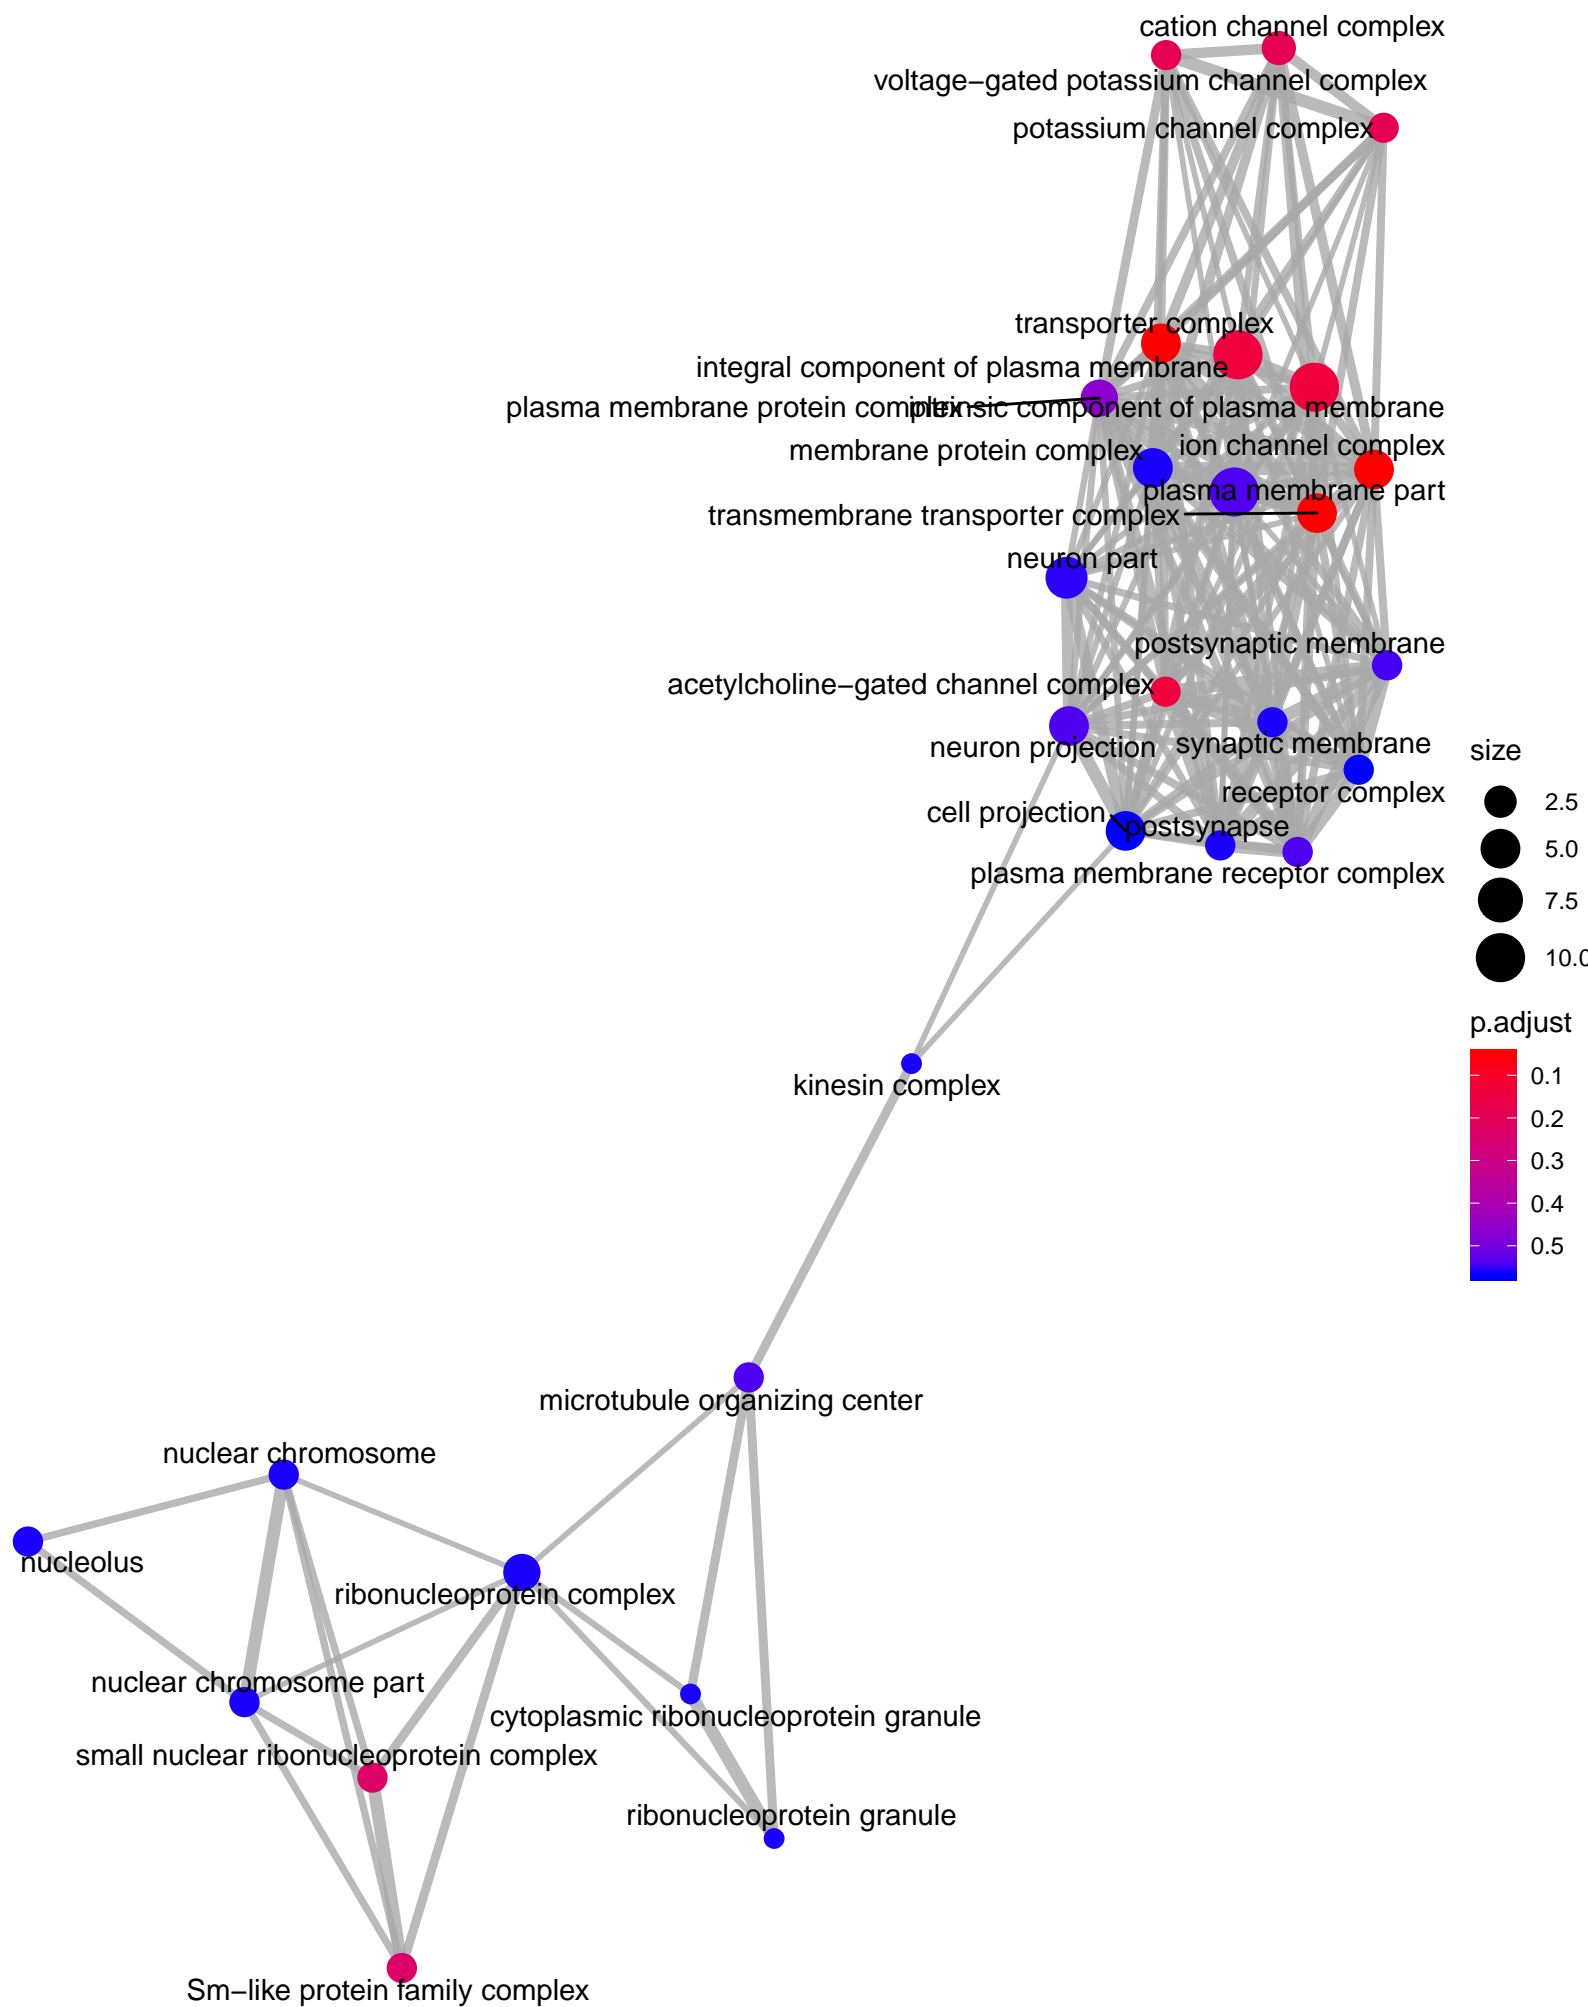 cation channel complex
voltage−gated potassium channel complex
potassium channel complex
transporter complex
integral component of plasma membrane
plasma membrane protein complex
intrinsic component of plasma membrane
ion channel complex
membrane protein complex
plasma membrane part
transmembrane transporter complex
neuron part
postsynaptic membrane
acetylcholine−gated channel complex
neuron projection
synaptic membrane
receptor complex
cell projection
postsynapse
plasma membrane receptor complex
size
2.5
5.0
7.5
10.0
p.adjust
0.1
0.2
0.3
0.4
0.5
kinesin complex
microtubule organizing center
nuclear chromosome
nucleolus
ribonucleoprotein complex
nuclear chromosome part
cytoplasmic ribonucleoprotein granule
small nuclear ribonucleoprotein complex
ribonucleoprotein granule
Sm−like protein family complex